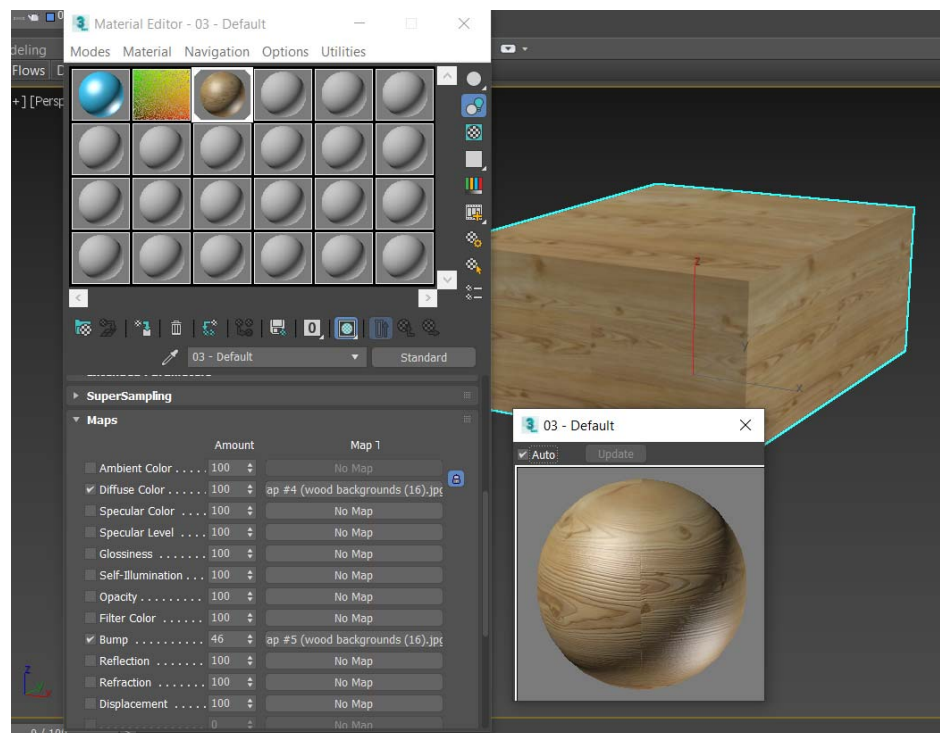 Material Editor - 03 - Default
Modes Material Navigation Options Utilities
deling
Flows D
+ ] [Persp
0
03 - Default
Standard
SuperSampling
Maps
Amount Map T
Ambient Color . . . . . 100 No Map
Diffuse Color . . . . . . 100 ap #4 (wood backgrounds (16).jpg
Specular Color . . . . 100 No Map
Specular Level . . . . 100 No Map
Glossiness . . . . . . . 100 No Map
Self-Illumination . . . 100 No Map
Opacity . . . . . . . . . 100 No Map
Filter Color . . . . . . 100 No Map
Bump . . . . . . . . . . 46 ap #5 (wood backgrounds (16).jpg
Reflection . . . . . . . 100 No Map
Refraction . . . . . . . 100 No Map
Displacement . . . . . 100 No Map
0 No Map
03 - Default
Auto Update
z
y
x
z